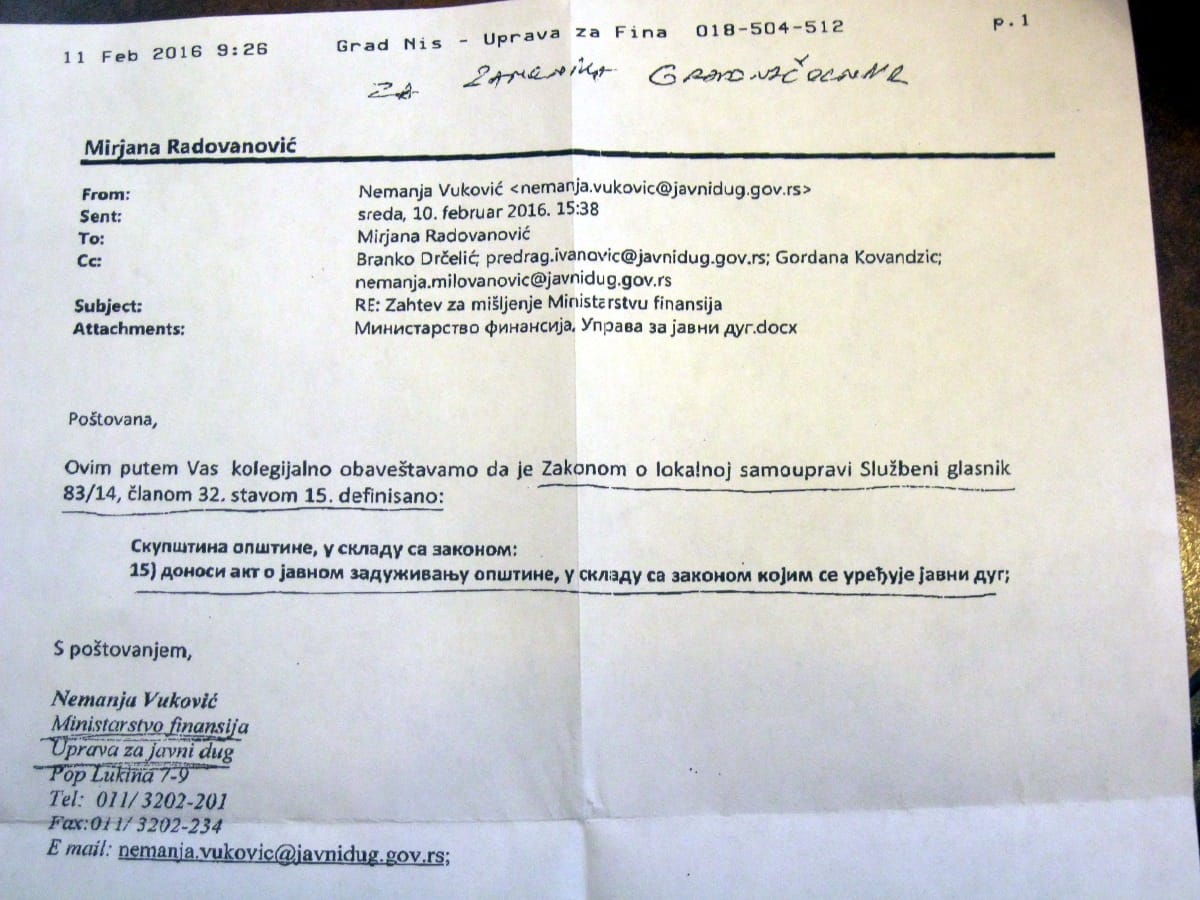 11 Feb 2016 9:26 Grad Nis - Uprava za Fina 018-504-512 p.1
ZA ZAMENIKA GRADONAČELNIKA
Mirjana Radovanović
From: Nemanja Vuković <nemanja.vukovic@javnidug.gov.rs>
Sent: sreda, 10. februar 2016. 15:38
To: Mirjana Radovanović
Cc: Branko Drčelić; predrag.ivanovic@javnidug.gov.rs; Gordana Kovandzic;
nemanja.milovanovic@javnidug.gov.rs
Subject: RE: Zahtev za mišljenje Ministarstvu finansija
Attachments: Министарство финансија, Управа за јавни дуг.docx
Poštovana,
Ovim putem Vas kolegijalno obaveštavamo da je Zakonom o lokalnoj samoupravi Službeni glasnik
83/14, članom 32. stavom 15. definisano:
Скупштина општине, у складу са законом:
15) доноси акт о јавном задуживању општине, у складу са законом којим се уређује јавни дуг;
S poštovanjem,
Nemanja Vuković
Ministarstvo finansija
Uprava za javni dug
Pop Lukina 7-9
Tel: 011/ 3202-201
Fax:011/ 3202-234
E mail: nemanja.vukovic@javnidug.gov.rs;